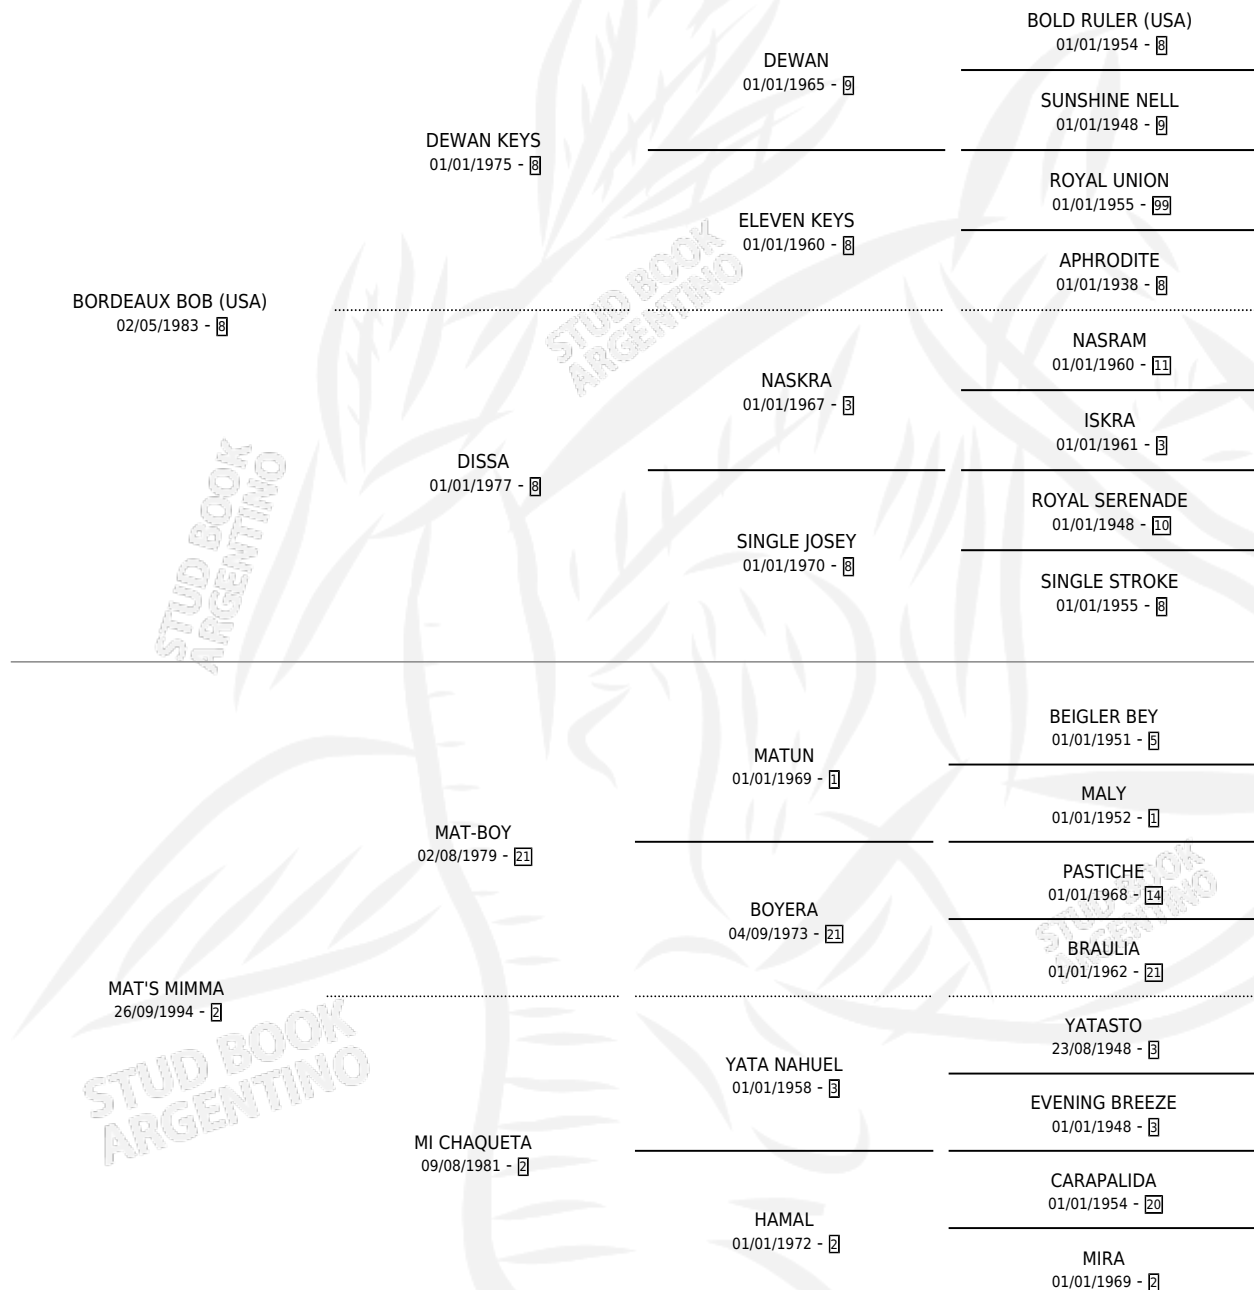 BORDEAUX BOB (USA)
02/05/1983 - 8
DEWAN KEYS
01/01/1975 - 8
DEWAN
01/01/1965 - 9
BOLD RULER (USA)
01/01/1954 - 8
SUNSHINE NELL
01/01/1948 - 9
ELEVEN KEYS
01/01/1960 - 8
ROYAL UNION
01/01/1955 - 99
APHRODITE
01/01/1938 - 8
DISSA
01/01/1977 - 8
NASKRA
01/01/1967 - 3
NASRAM
01/01/1960 - 11
ISKRA
01/01/1961 - 3
SINGLE JOSEY
01/01/1970 - 8
ROYAL SERENADE
01/01/1948 - 10
SINGLE STROKE
01/01/1955 - 8
MAT'S MIMMA
26/09/1994 - 2
MAT-BOY
02/08/1979 - 21
MATUN
01/01/1969 - 1
BEIGLER BEY
01/01/1951 - 5
MALY
01/01/1952 - 1
BOYERA
04/09/1973 - 21
PASTICHE
01/01/1968 - 14
BRAULIA
01/01/1962 - 21
MI CHAQUETA
09/08/1981 - 2
YATA NAHUEL
01/01/1958 - 3
YATASTO
23/08/1948 - 3
EVENING BREEZE
01/01/1948 - 3
HAMAL
01/01/1972 - 2
CARAPALIDA
01/01/1954 - 20
MIRA
01/01/1969 - 2
STUD BOOK
ARGENTINO
STUD BOOK
ARGENTINO
STUD BOOK
ARGENTINO
STUD BOOK
ARGENTINO